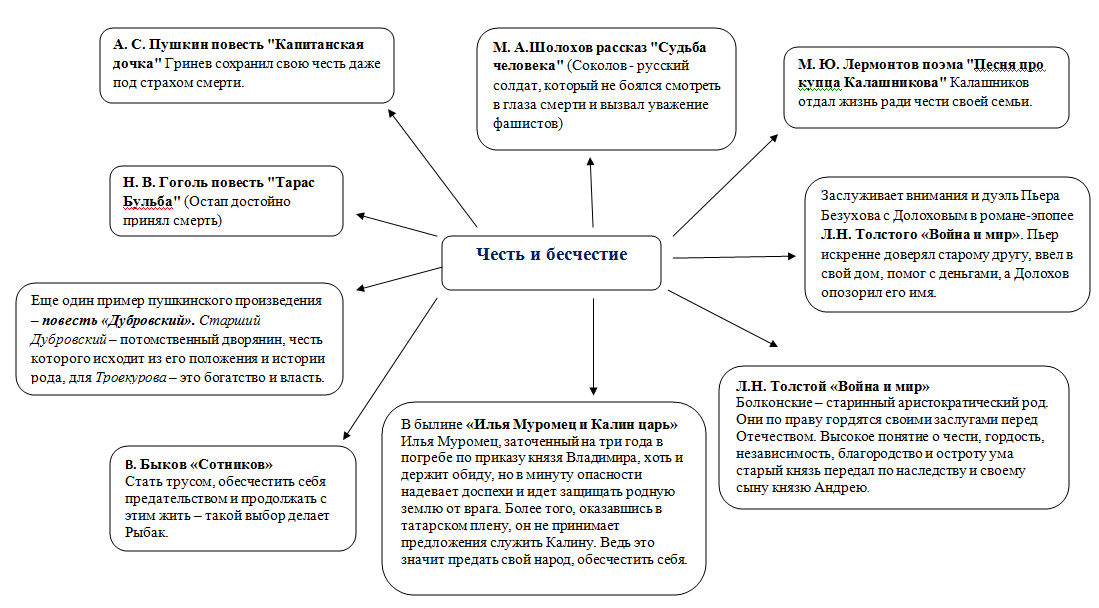 А. С. Пушкин повесть "Капитанская
дочка" Гринев сохранил свою честь даже
под страхом смерти.
М. А.Шолохов рассказ "Судьба
человека" (Соколов - русский
солдат, который не боялся смотреть
в глаза смерти и вызвал уважение
фашистов)
М. Ю. Лермонтов поэма "Песня про
купца Калашникова" Калашников
отдал жизнь ради чести своей семьи.
Н. В. Гоголь повесть "Тарас
Бульба" (Остап достойно
принял смерть)
Заслуживает внимания и дуэль Пьера
Безухова с Долоховым в романе-эпопее
Л.Н. Толстого «Война и мир». Пьер
искренне доверял старому другу, ввел в
свой дом, помог с деньгами, а Долохов
опозорил его имя.
Честь и бесчестие
Еще один пример пушкинского произведения
– повесть «Дубровский». Старший
Дубровский – потомственный дворянин, честь
которого исходит из его положения и истории
рода, для Троекурова – это богатство и власть.
Л.Н. Толстой «Война и мир»
Болконские – старинный аристократический род.
Они по праву гордятся своими заслугами перед
Отечеством. Высокое понятие о чести, гордость,
независимость, благородство и остроту ума
старый князь передал по наследству и своему
сыну князю Андрею.
В. Быков «Сотников»
Стать трусом, обесчестить себя
предательством и продолжать с
этим жить – такой выбор делает
Рыбак.
В былине «Илья Муромец и Калин царь»
Илья Муромец, заточенный на три года в
погребе по приказу князя Владимира, хоть и
держит обиду, но в минуту опасности
надевает доспехи и идет защищать родную
землю от врага. Более того, оказавшись в
татарском плену, он не принимает
предложения служить Калину. Ведь это
значит предать свой народ, обесчестить себя.